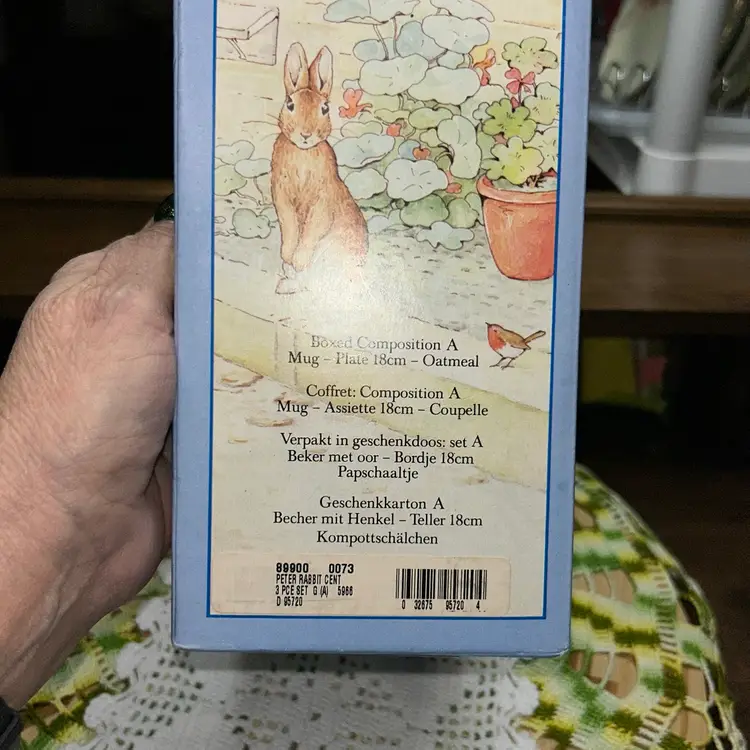 Boxed Composition A
Mug – Plate 18cm – Oatmeal
Coffret: Composition A
Mug – Assiette 18cm – Coupelle
Verpakt in geschenkdoos: set A
Beker met oor – Bordje 18cm
Papschaaltje
Geschenkkarton A
Becher mit Henkel – Teller 18cm
Kompottschälchen
89900 0073
PETER RABBIT CENT
3 PCE SET G (A) 5986
D 95720
0 32675 95720 4